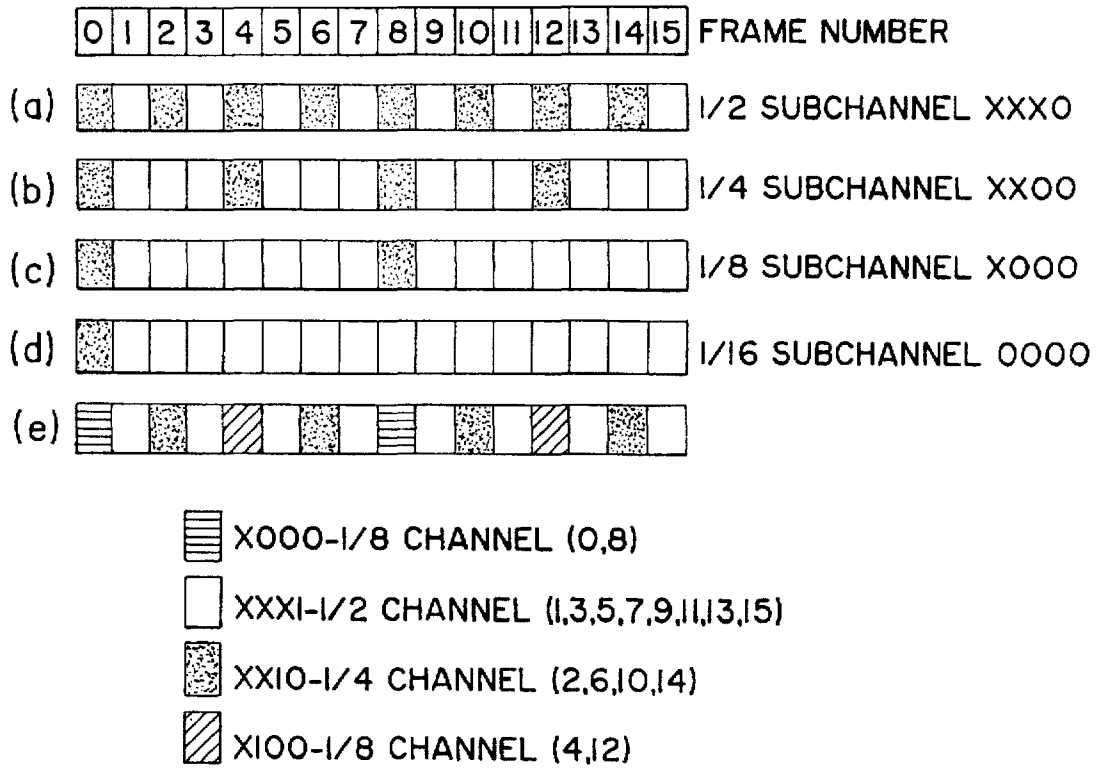 0 1 2 3 4 5 6 7 8 9 10 11 12 13 14 15 FRAME NUMBER
(a) 1/2 SUBCHANNEL XXX0
(b) 1/4 SUBCHANNEL XX00
(c) 1/8 SUBCHANNEL X000
(d) 1/16 SUBCHANNEL 0000
(e)
X000-1/8 CHANNEL (0,8)
XXX1-1/2 CHANNEL (1,3,5,7,9,11,13,15)
XX10-1/4 CHANNEL (2,6,10,14)
X100-1/8 CHANNEL (4,12)